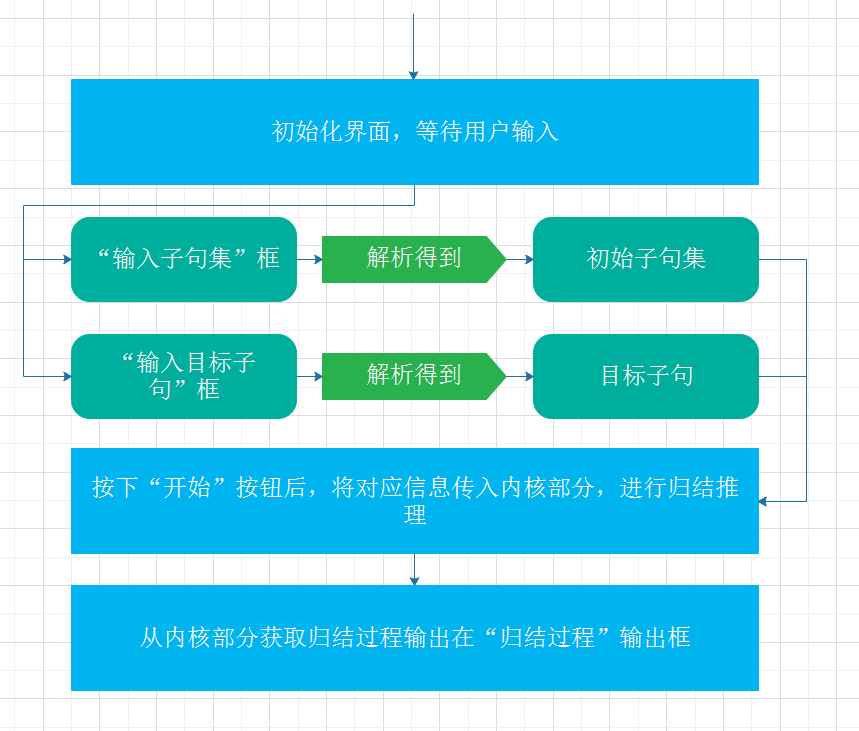 初始化界面，等待用户输入
“输入子句集”框
解析得到
初始子句集
“输入目标子
句”框
解析得到
目标子句
按下“开始”按钮后，将对应信息传入内核部分，进行归结推
理
从内核部分获取归结过程输出在“归结过程”输出框